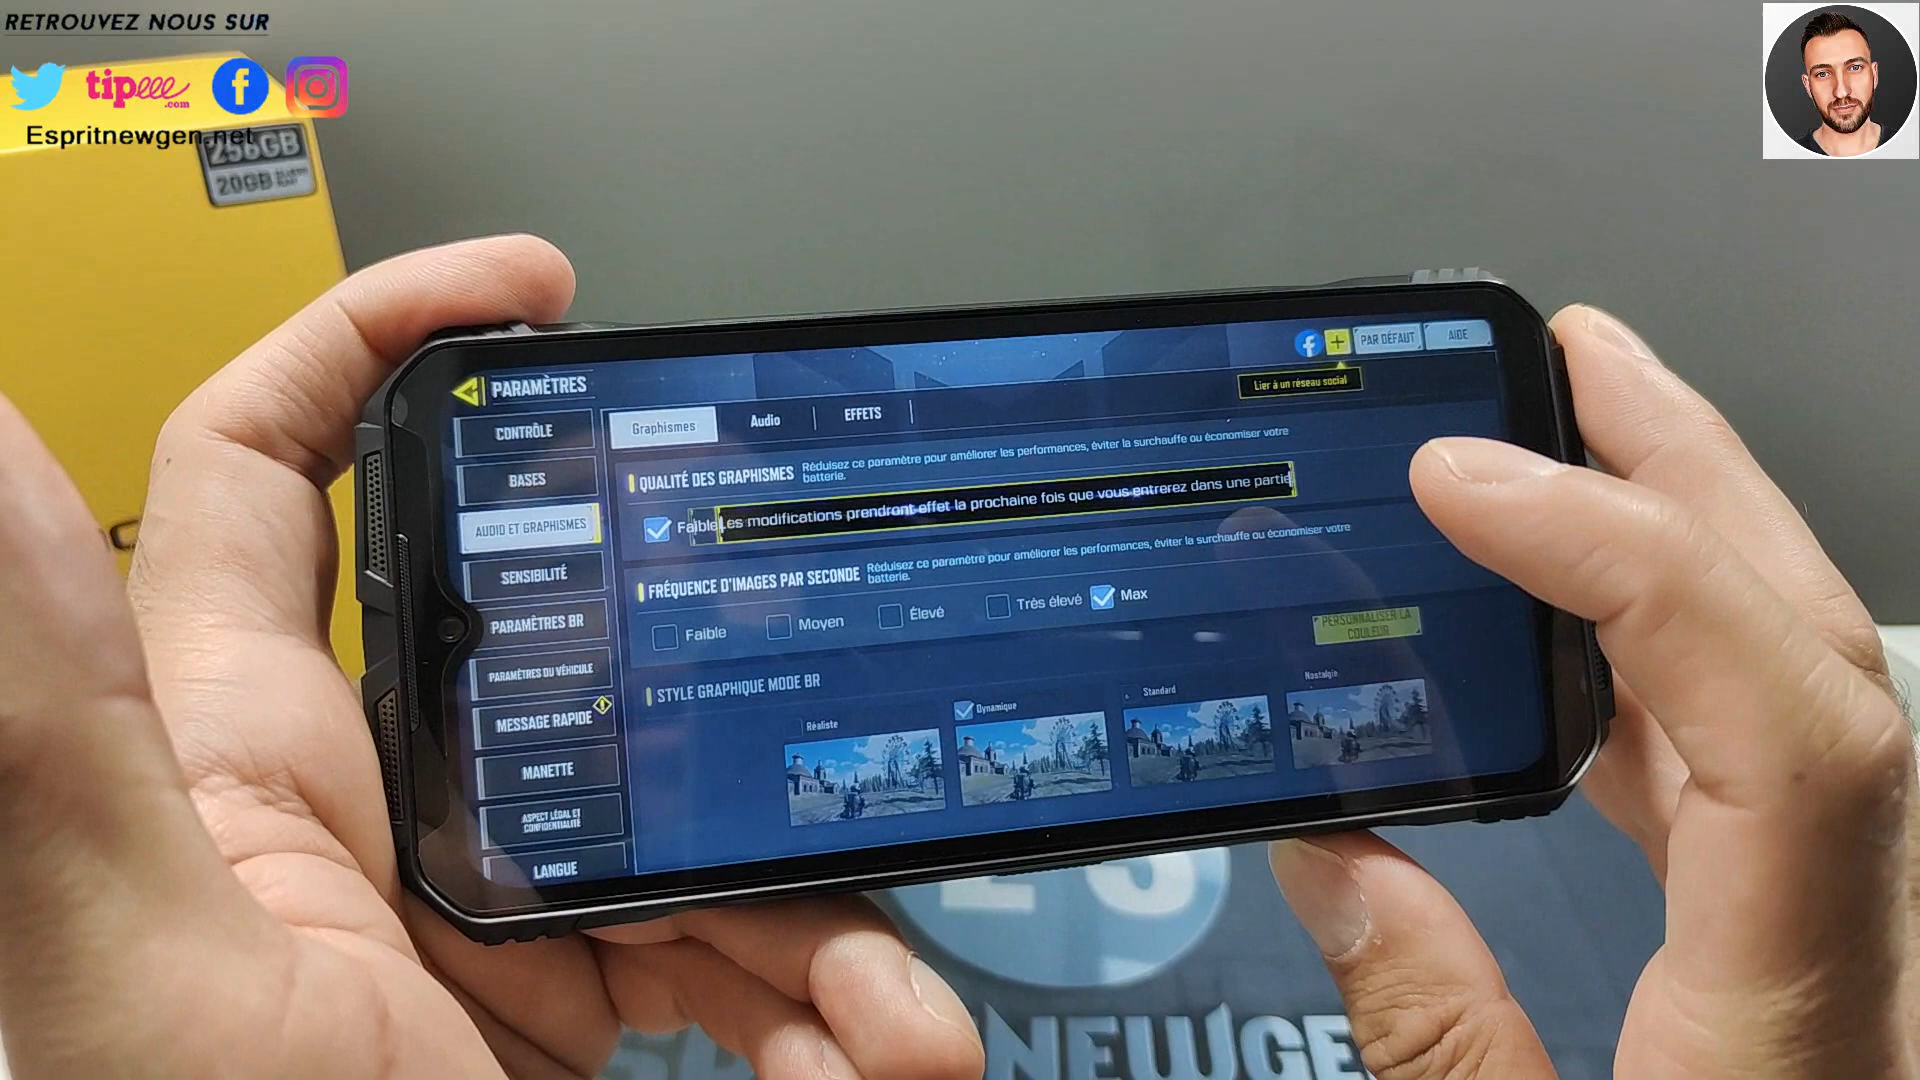 RETROUVEZ NOUS SUR
tipeee
.com
Espritnewgen.net
256GB
20GB
PARAMÈTRES
PAR DÉFAUT
AIDE
Lier à un réseau social
CONTRÔLE
BASES
AUDIO ET GRAPHISMES
SENSIBILITÉ
PARAMÈTRES BR
PARAMÈTRES DU VÉHICULE
MESSAGE RAPIDE
MANETTE
ASPECT LÉGAL ET
CONFIDENTIALITÉ
LANGUE
Graphismes
Audio
EFFETS
QUALITÉ DES GRAPHISMES
Réduisez ce paramètre pour améliorer les performances, éviter la surchauffe ou économiser votre
batterie.
Faible
Les modifications prendront effet la prochaine fois que vous entrerez dans une partie
FRÉQUENCE D'IMAGES PAR SECONDE
Réduisez ce paramètre pour améliorer les performances, éviter la surchauffe ou économiser votre
batterie.
Faible
Moyen
Élevé
Très élevé
Max
PERSONNALISER LA
COULEUR
STYLE GRAPHIQUE MODE BR
Réaliste
Dynamique
Standard
Nostalgie
NEWGE